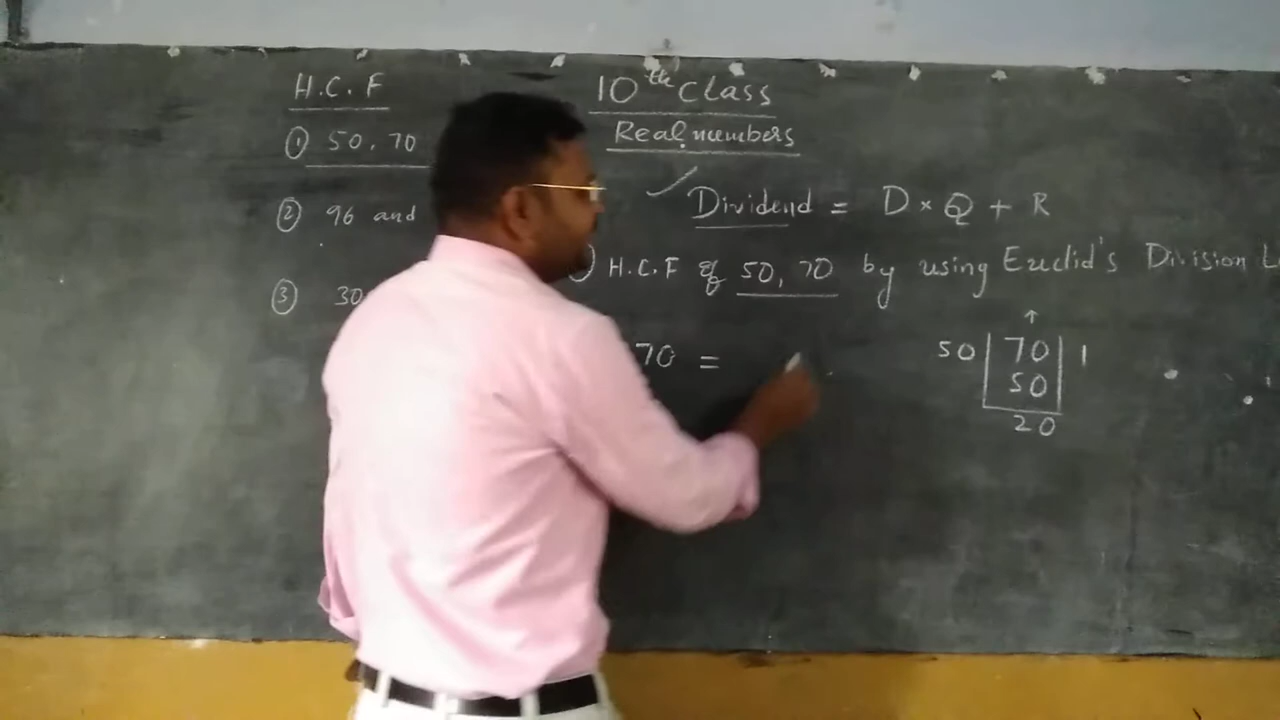 H.C.F
① 50, 70
② 96 and
③ 30
10th Class
Real numbers
✓ Dividend = D × Q + R
) H.C.F of 50, 70 by using Euclid's Division L
70 =
↑
50 | 70 | 1
50
20